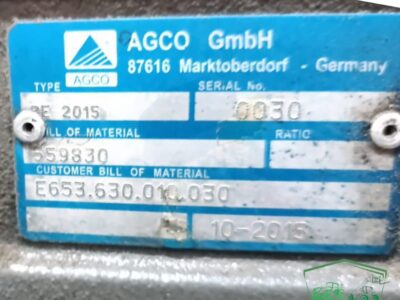 AGCO GmbH
AGCO
87616 Marktoberdorf - Germany
TYPE SERIAL No.
2015 0030
BILL OF MATERIAL RATIO
559830
CUSTOMER BILL OF MATERIAL
E653.630.010.030
10-2015